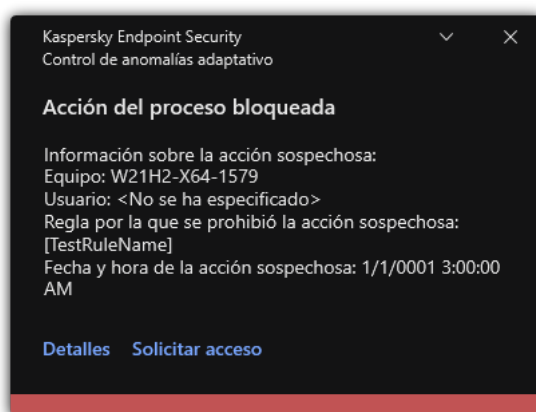 Kaspersky Endpoint Security
Control de anomalías adaptativo
Acción del proceso bloqueada
Información sobre la acción sospechosa:
Equipo: W21H2-X64-1579
Usuario: <No se ha especificado>
Regla por la que se prohibió la acción sospechosa:
[TestRuleName]
Fecha y hora de la acción sospechosa: 1/1/0001 3:00:00
AM
Detalles Solicitar acceso